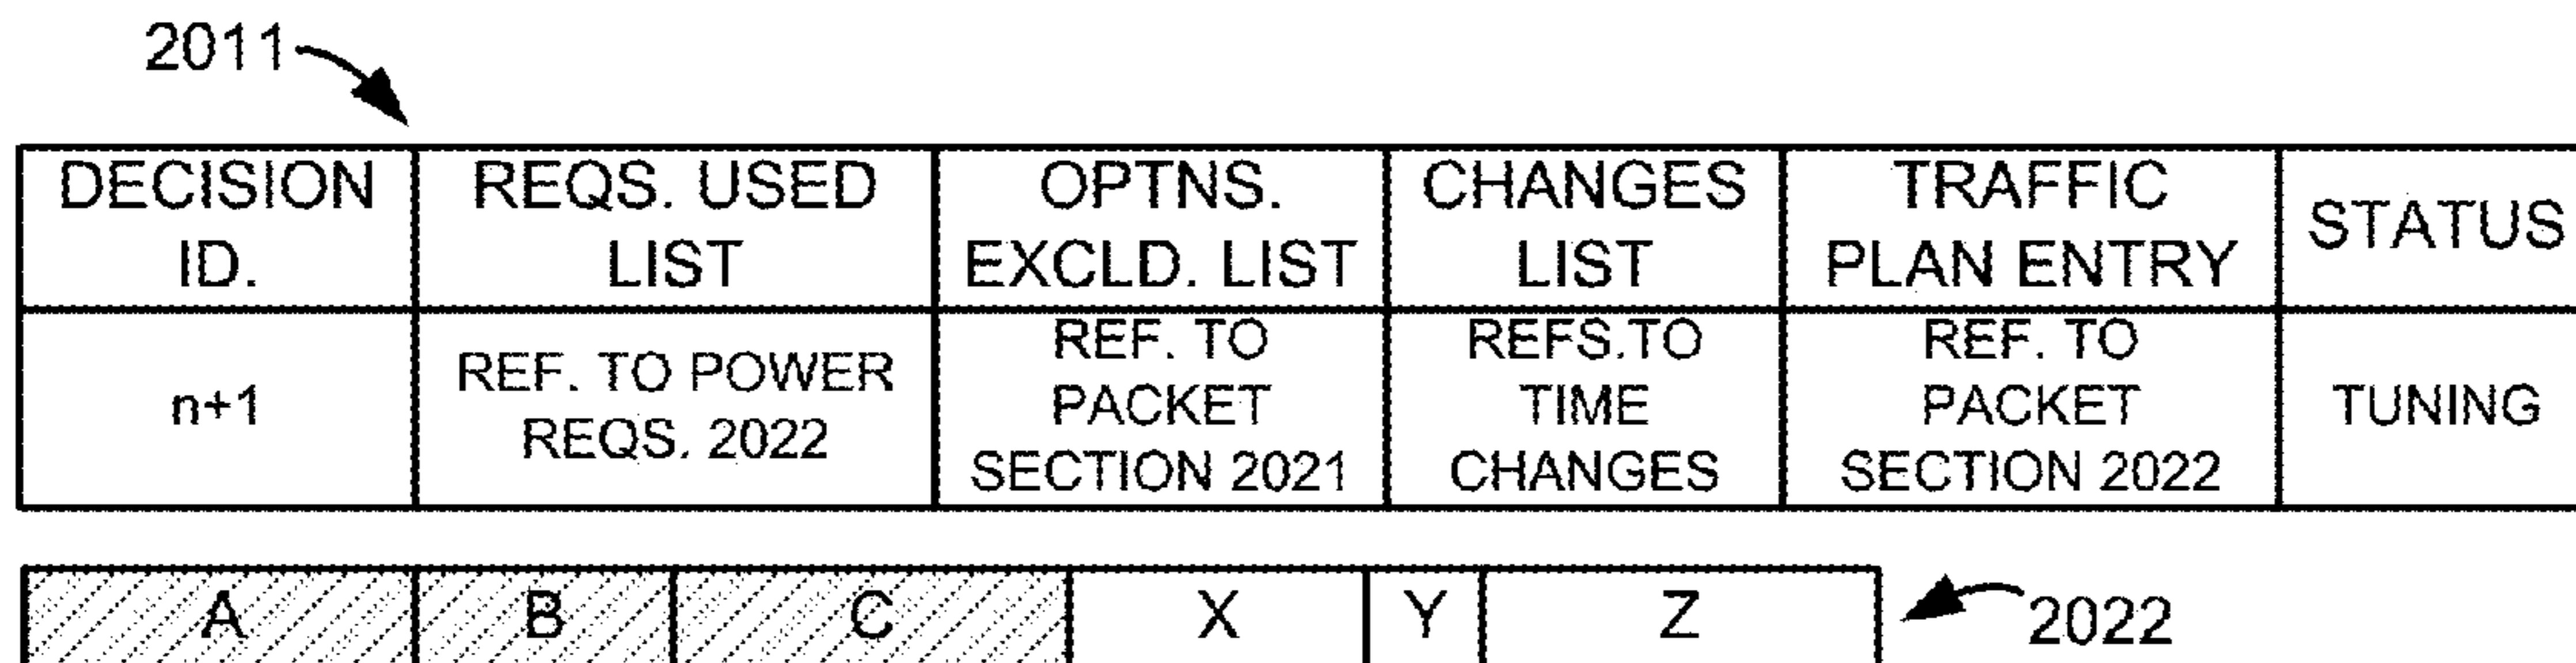 2011
DECISION ID.
REQS. USED LIST
OPTNS. EXCLD. LIST
CHANGES LIST
TRAFFIC PLAN ENTRY
STATUS
n+1
REF. TO POWER REQS. 2022
REF. TO PACKET SECTION 2021
REFS.TO TIME CHANGES
REF. TO PACKET SECTION 2022
TUNING
A B C X Y Z
2022